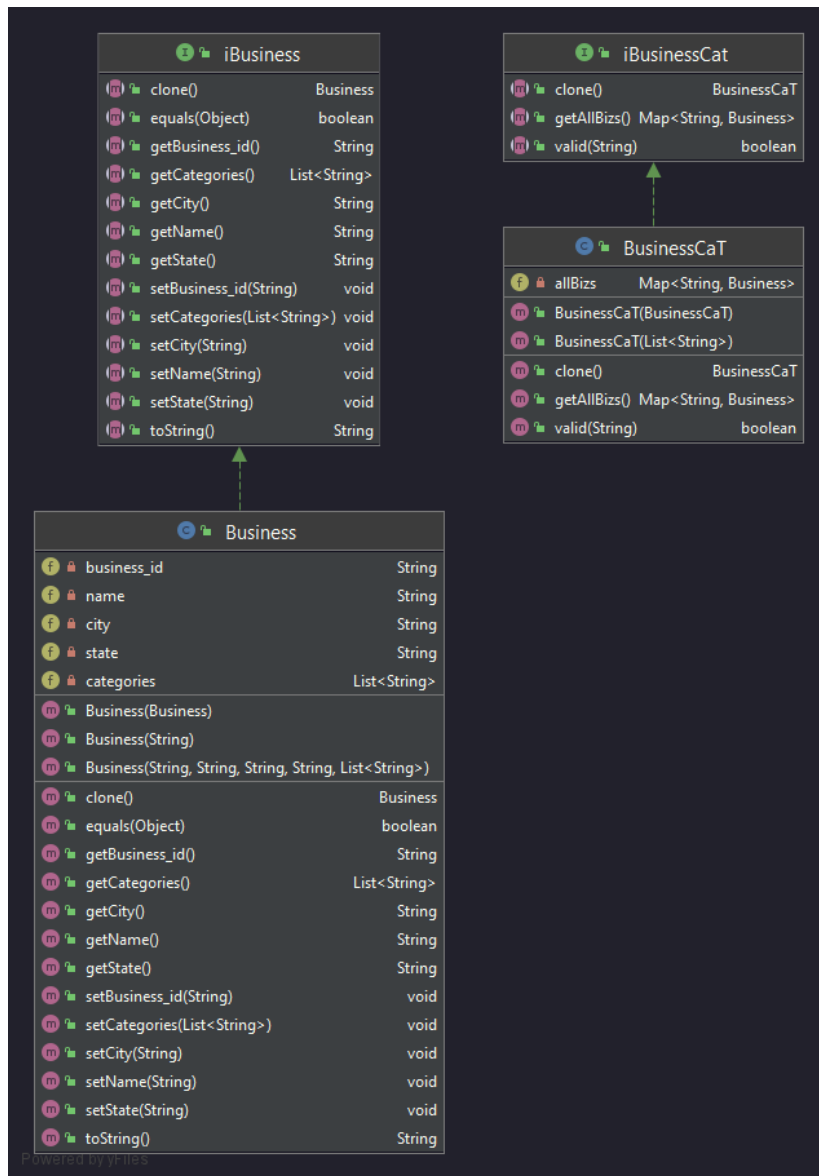 iBusiness
clone() Business
equals(Object) boolean
getBusiness_id() String
getCategories() List<String>
getCity() String
getName() String
getState() String
setBusiness_id(String) void
setCategories(List<String>) void
setCity(String) void
setName(String) void
setState(String) void
toString() String
iBusinessCat
clone() BusinessCaT
getAllBizs() Map<String, Business>
valid(String) boolean
BusinessCaT
allBizs Map<String, Business>
BusinessCaT(BusinessCaT)
BusinessCaT(List<String>)
clone() BusinessCaT
getAllBizs() Map<String, Business>
valid(String) boolean
Business
business_id String
name String
city String
state String
categories List<String>
Business(Business)
Business(String)
Business(String, String, String, String, List<String>)
clone() Business
equals(Object) boolean
getBusiness_id() String
getCategories() List<String>
getCity() String
getName() String
getState() String
setBusiness_id(String) void
setCategories(List<String>) void
setCity(String) void
setName(String) void
setState(String) void
toString() String
Powered by yFiles